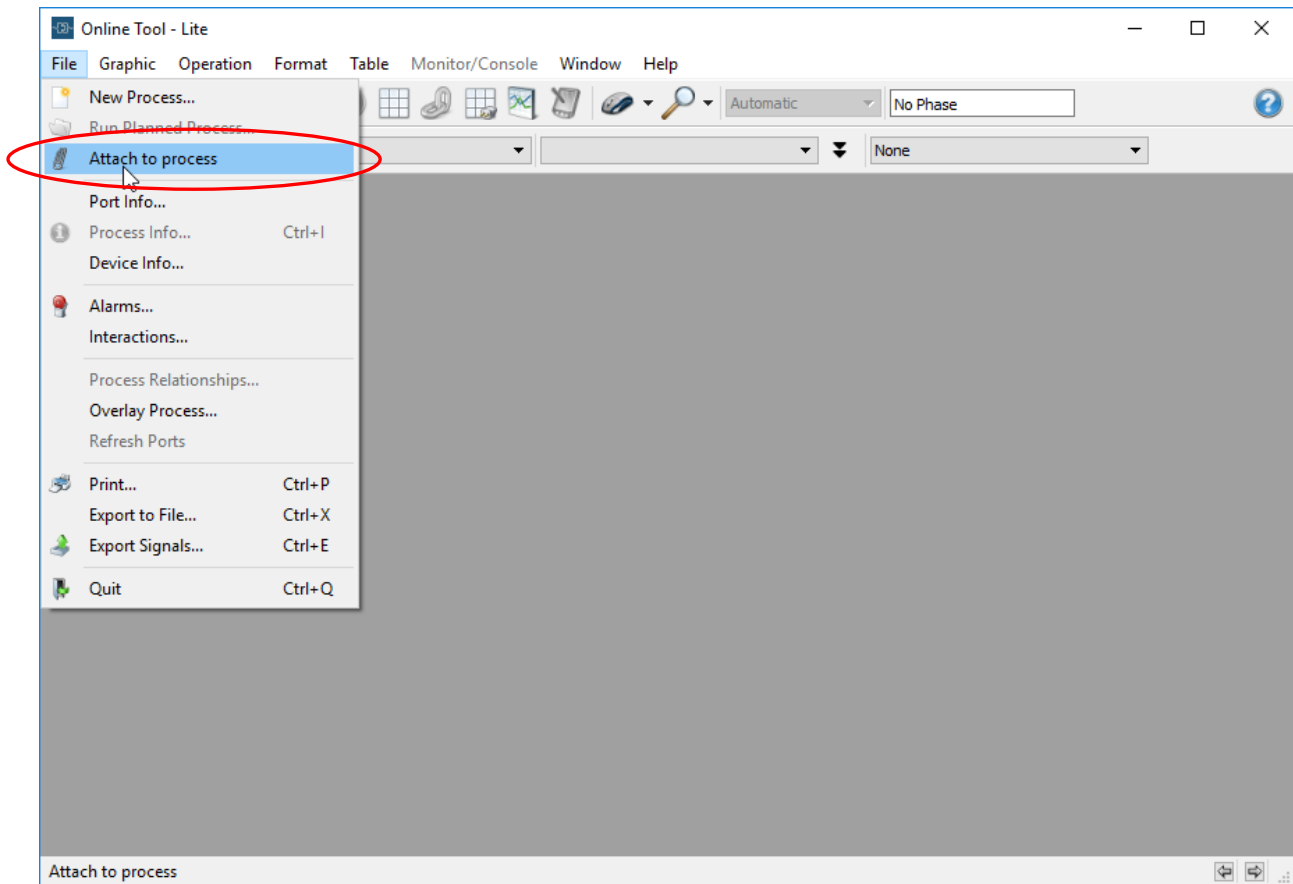 Online Tool - Lite
File Graphic Operation Format Table Monitor/Console Window Help
New Process...
Automatic No Phase
Run Planned Process...
Attach to process
None
Port Info...
Process Info... Ctrl+I
Device Info...
Alarms...
Interactions...
Process Relationships...
Overlay Process...
Refresh Ports
Print... Ctrl+P
Export to File... Ctrl+X
Export Signals... Ctrl+E
Quit Ctrl+Q
Attach to process